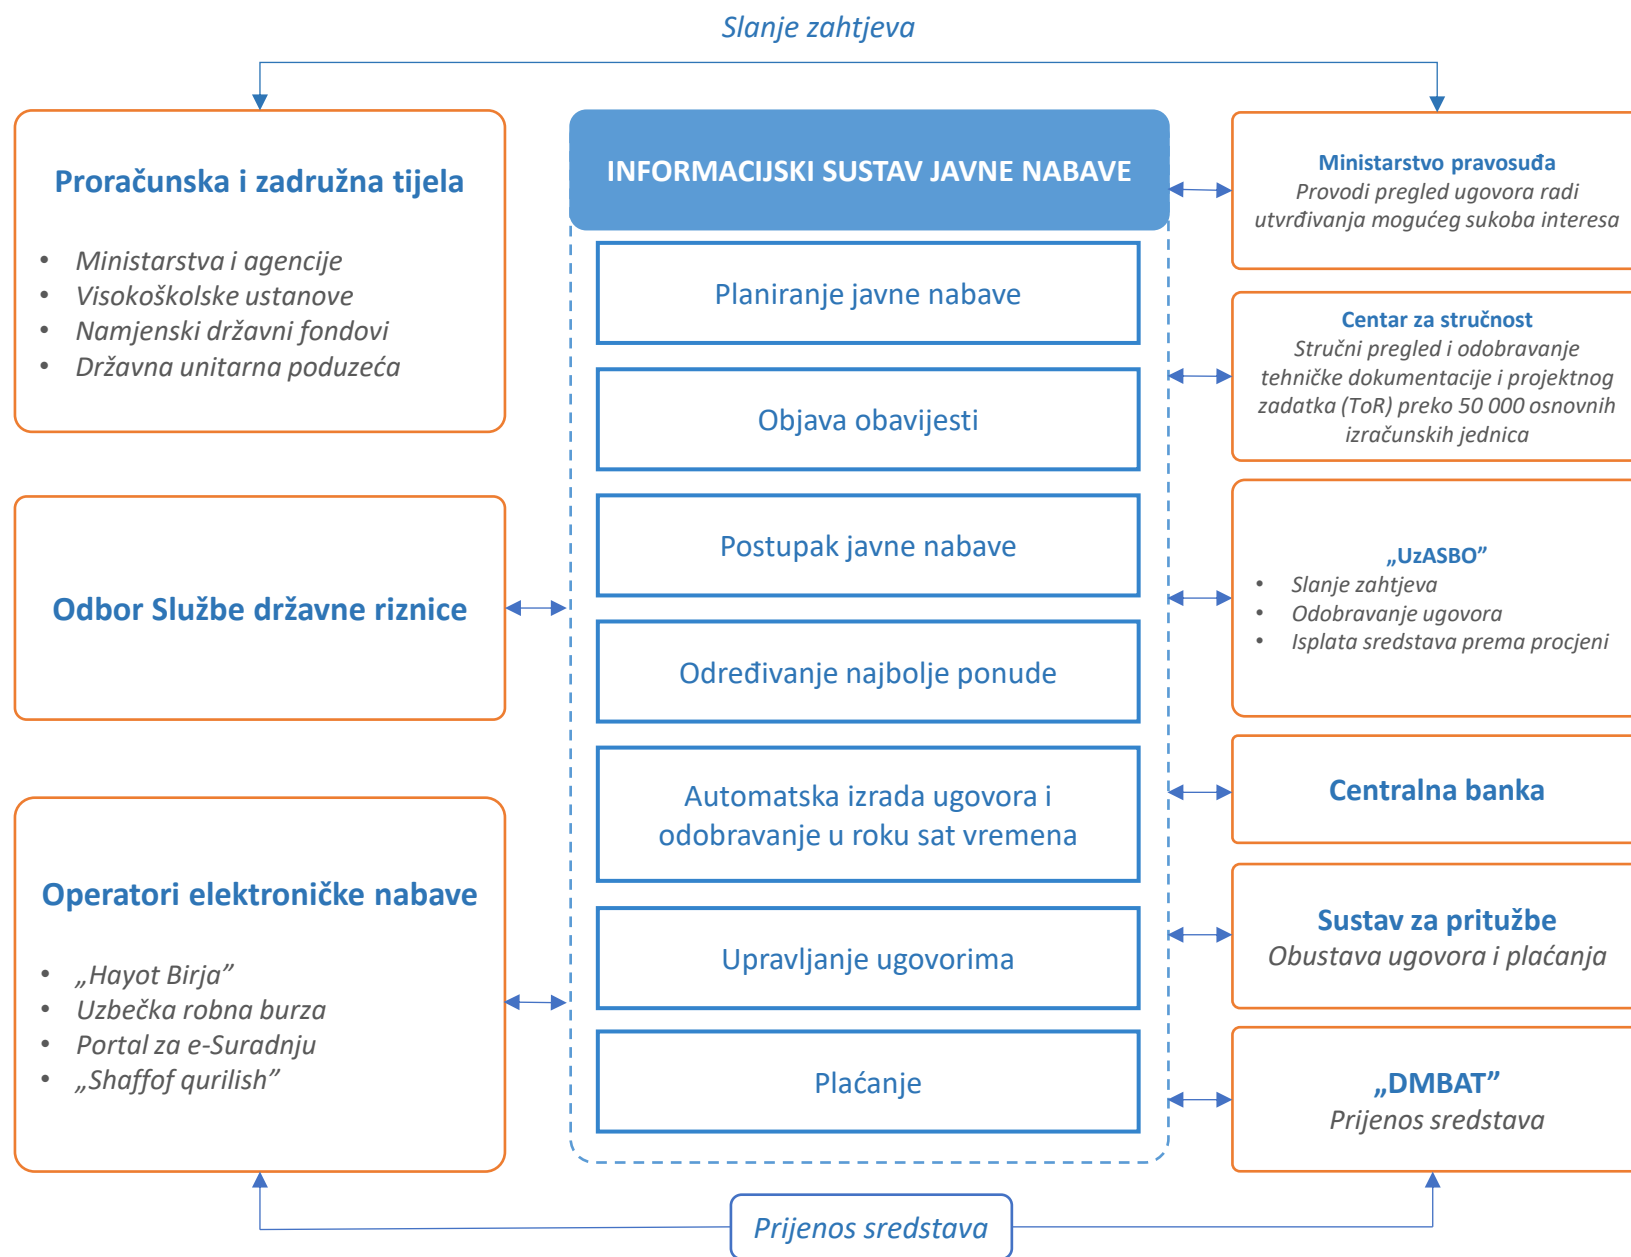 Slanje zahtjeva
Proračunska i zadružna tijela
• Ministarstva i agencije
• Visokoškolske ustanove
• Namjenski državni fondovi
• Državna unitarna poduzeća
Odbor Službe državne riznice
Operatori elektroničke nabave
• „Hayot Birja”
• Uzbečka robna burza
• Portal za e-Suradnju
• „Shaffof qurilish”
INFORMACIJSKI SUSTAV JAVNE NABAVE
Planiranje javne nabave
Objava obavijesti
Postupak javne nabave
Određivanje najbolje ponude
Automatska izrada ugovora i
odobravanje u roku sat vremena
Upravljanje ugovorima
Plaćanje
Ministarstvo pravosuđa
Provodi pregled ugovora radi
utvrđivanja mogućeg sukoba interesa
Centar za stručnost
Stručni pregled i odobravanje
tehničke dokumentacije i projektnog
zadatka (ToR) preko 50 000 osnovnih
izračunskih jednica
„UzASBO”
• Slanje zahtjeva
• Odobravanje ugovora
• Isplata sredstava prema procjeni
Centralna banka
Sustav za pritužbe
Obustava ugovora i plaćanja
„DMBAT”
Prijenos sredstava
Prijenos sredstava